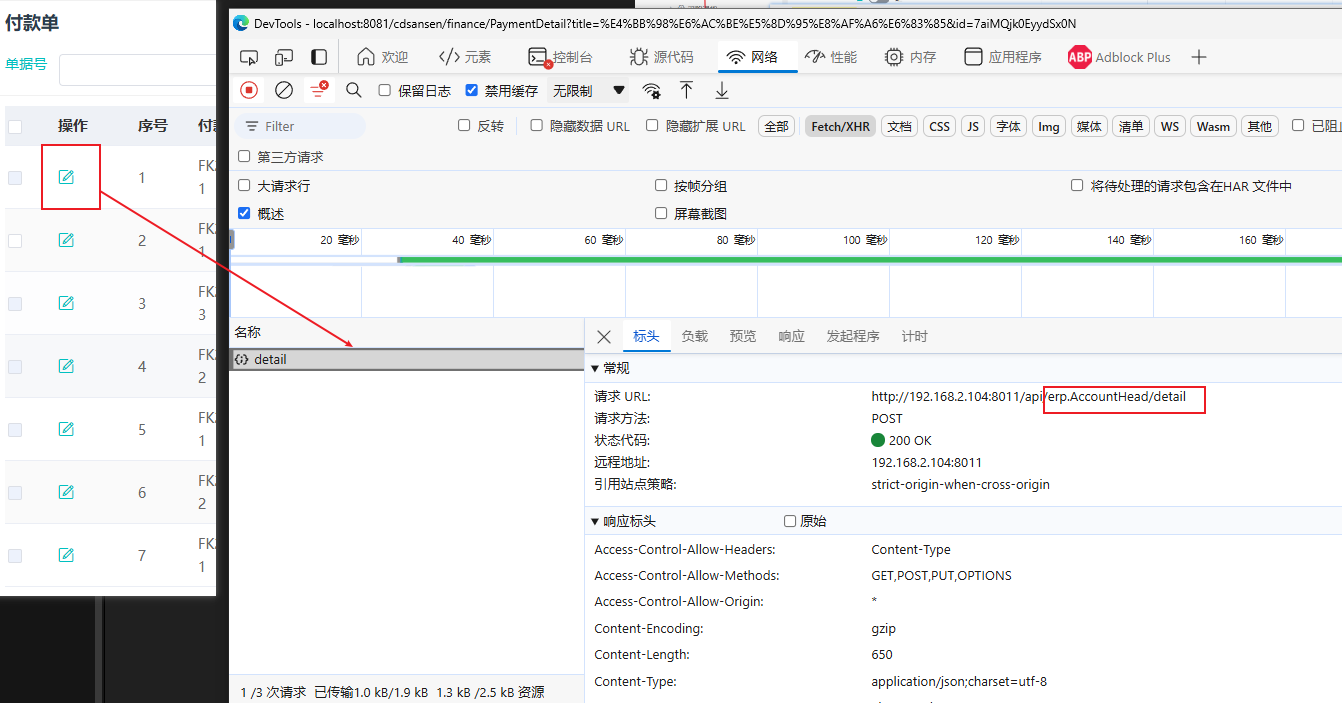 付款单
单据号
操作 序号 付款
1 FK
1
2 FK
1
3 FK
3
4 FK
2
5 FK
1
6 FK
2
7 FK
1
DevTools - localhost:8081/cdsansen/finance/PaymentDetail?title=%E4%BB%98%E6%AC%BE%E5%8D%95%E8%AF%A6%E6%83%85&id=7aiMQjk0EyydSx0N
欢迎 元素 控制台 源代码 网络 性能 内存 应用程序 ABP Adblock Plus
保留日志 禁用缓存 无限制
Filter 反转 隐藏数据 URL 隐藏扩展 URL 全部 Fetch/XHR 文档 CSS JS 字体 Img 媒体 清单 WS Wasm 其他 已阻止
第三方请求
大请求行 按帧分组 将待处理的请求包含在HAR 文件中
概述 屏幕截图
20 毫秒 40 毫秒 60 毫秒 80 毫秒 100 毫秒 120 毫秒 140 毫秒 160 毫秒
名称
detail
标头 负载 预览 响应 发起程序 计时
常规
请求 URL: http://192.168.2.104:8011/api/erp.AccountHead/detail
请求方法: POST
状态代码: 200 OK
远程地址: 192.168.2.104:8011
引用站点策略: strict-origin-when-cross-origin
响应标头 原始
Access-Control-Allow-Headers: Content-Type
Access-Control-Allow-Methods: GET,POST,PUT,OPTIONS
Access-Control-Allow-Origin: *
Content-Encoding: gzip
Content-Length: 650
Content-Type: application/json;charset=utf-8
1 /3 次请求 已传输1.0 kB/1.9 kB 1.3 kB /2.5 kB 资源